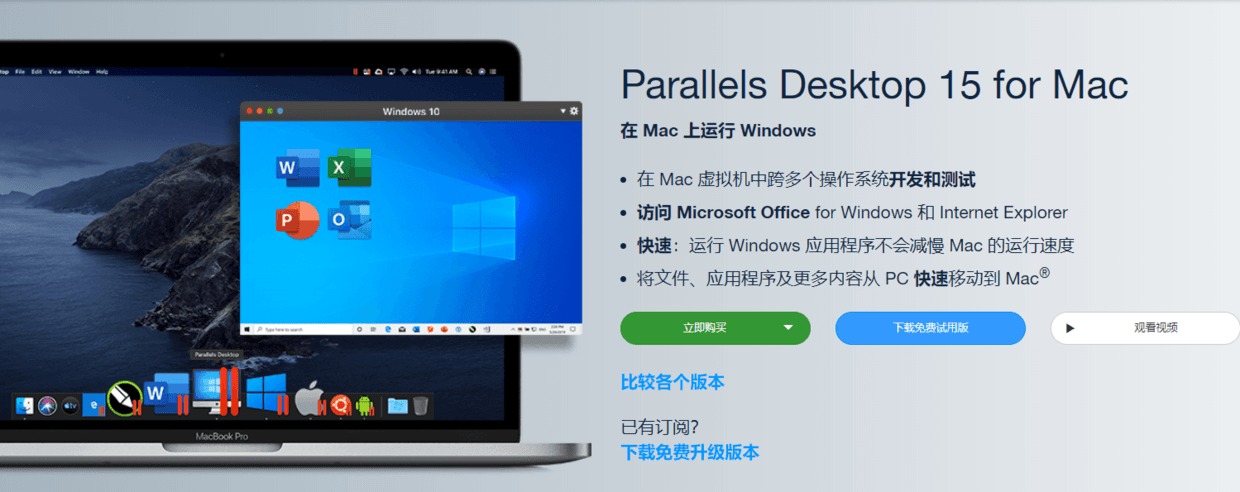 File Edit View Window Help
Tue 9:41 AM
Windows 10
W
X
P
O
Type here to search
Parallels Desktop
W
e
MacBook Pro
Parallels Desktop 15 for Mac
在 Mac 上运行 Windows
在 Mac 虚拟机中跨多个操作系统开发和测试
访问 Microsoft Office for Windows 和 Internet Explorer
快速：运行 Windows 应用程序不会减慢 Mac 的运行速度
将文件、应用程序及更多内容从 PC 快速移动到 Mac®
立即购买
下载免费试用版
观看视频
比较各个版本
已有订阅?
下载免费升级版本